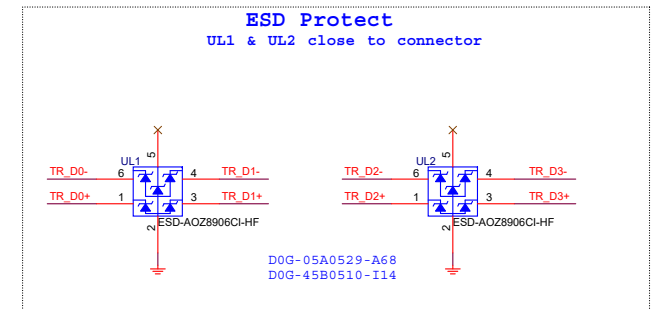 ESD Protect
UL1 & UL2 close to connector
UL1
5
TR_D0-
6
4
TR_D1-
TR_D0+
1
3
TR_D1+
2
ESD-AOZ8906CI-HF
UL2
5
TR_D2-
6
4
TR_D3-
TR_D2+
1
3
TR_D3+
2
ESD-AOZ8906CI-HF
D0G-05A0529-A68
D0G-45B0510-I14